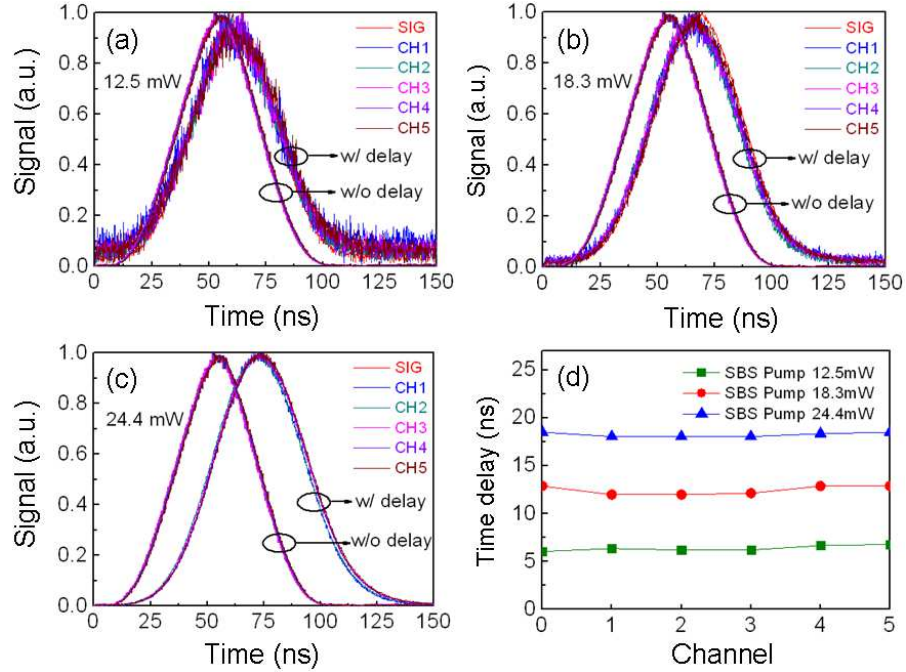 (a)
12.5 mW
SIG
CH1
CH2
CH3
CH4
CH5
w/ delay
w/o delay
Signal (a.u.)
1.0
0.8
0.6
0.4
0.2
0.0
0 25 50 75 100 125 150
Time (ns)
(b)
18.3 mW
SIG
CH1
CH2
CH3
CH4
CH5
w/ delay
w/o delay
Signal (a.u.)
1.0
0.8
0.6
0.4
0.2
0.0
0 25 50 75 100 125 150
Time (ns)
(c)
24.4 mW
SIG
CH1
CH2
CH3
CH4
CH5
w/ delay
w/o delay
Signal (a.u.)
1.0
0.8
0.6
0.4
0.2
0.0
0 25 50 75 100 125 150
Time (ns)
(d)
SBS Pump 12.5mW
SBS Pump 18.3mW
SBS Pump 24.4mW
Time delay (ns)
25
20
15
10
5
0
0 1 2 3 4 5
Channel